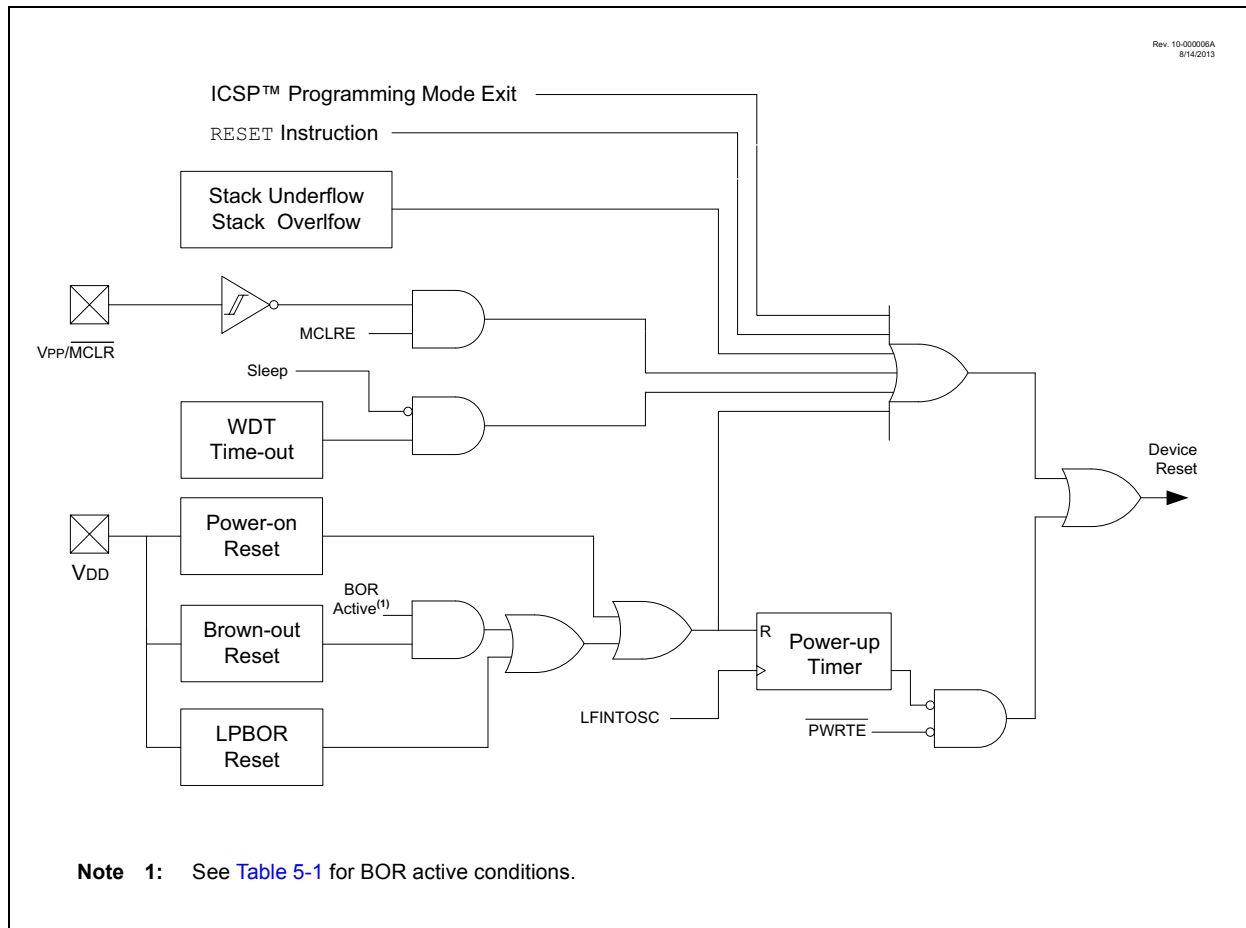 Rev. 10-000006A
8/14/2013
ICSP™ Programming Mode Exit
RESET Instruction
Stack Underflow
Stack Overlfow
VPP/MCLR
MCLRE
Sleep
WDT
Time-out
Device
Reset
VDD
Power-on
Reset
BOR
Active(1)
Brown-out
Reset
R
Power-up
Timer
LFINTOSC
PWRTE
LPBOR
Reset
Note 1: See Table 5-1 for BOR active conditions.